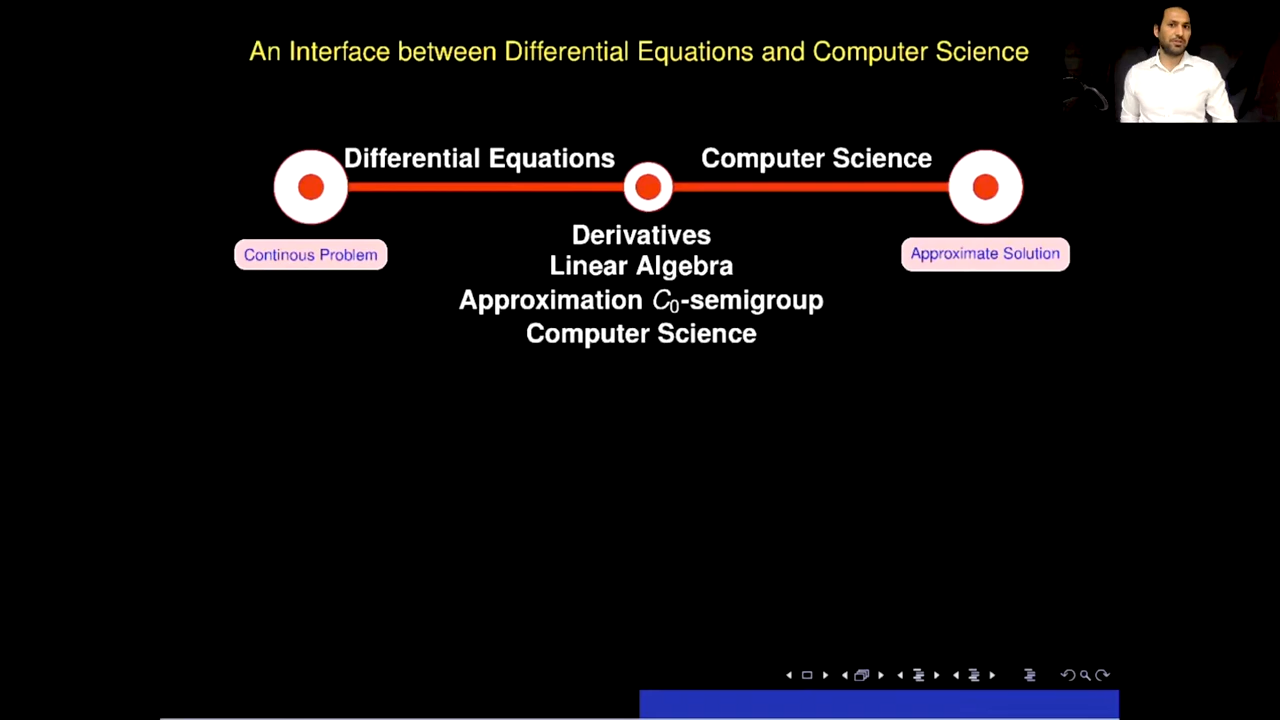 An Interface between Differential Equations and Computer Science
Differential Equations
Computer Science
Continous Problem
Approximate Solution
Derivatives
Linear Algebra
Approximation C₀-semigroup
Computer Science